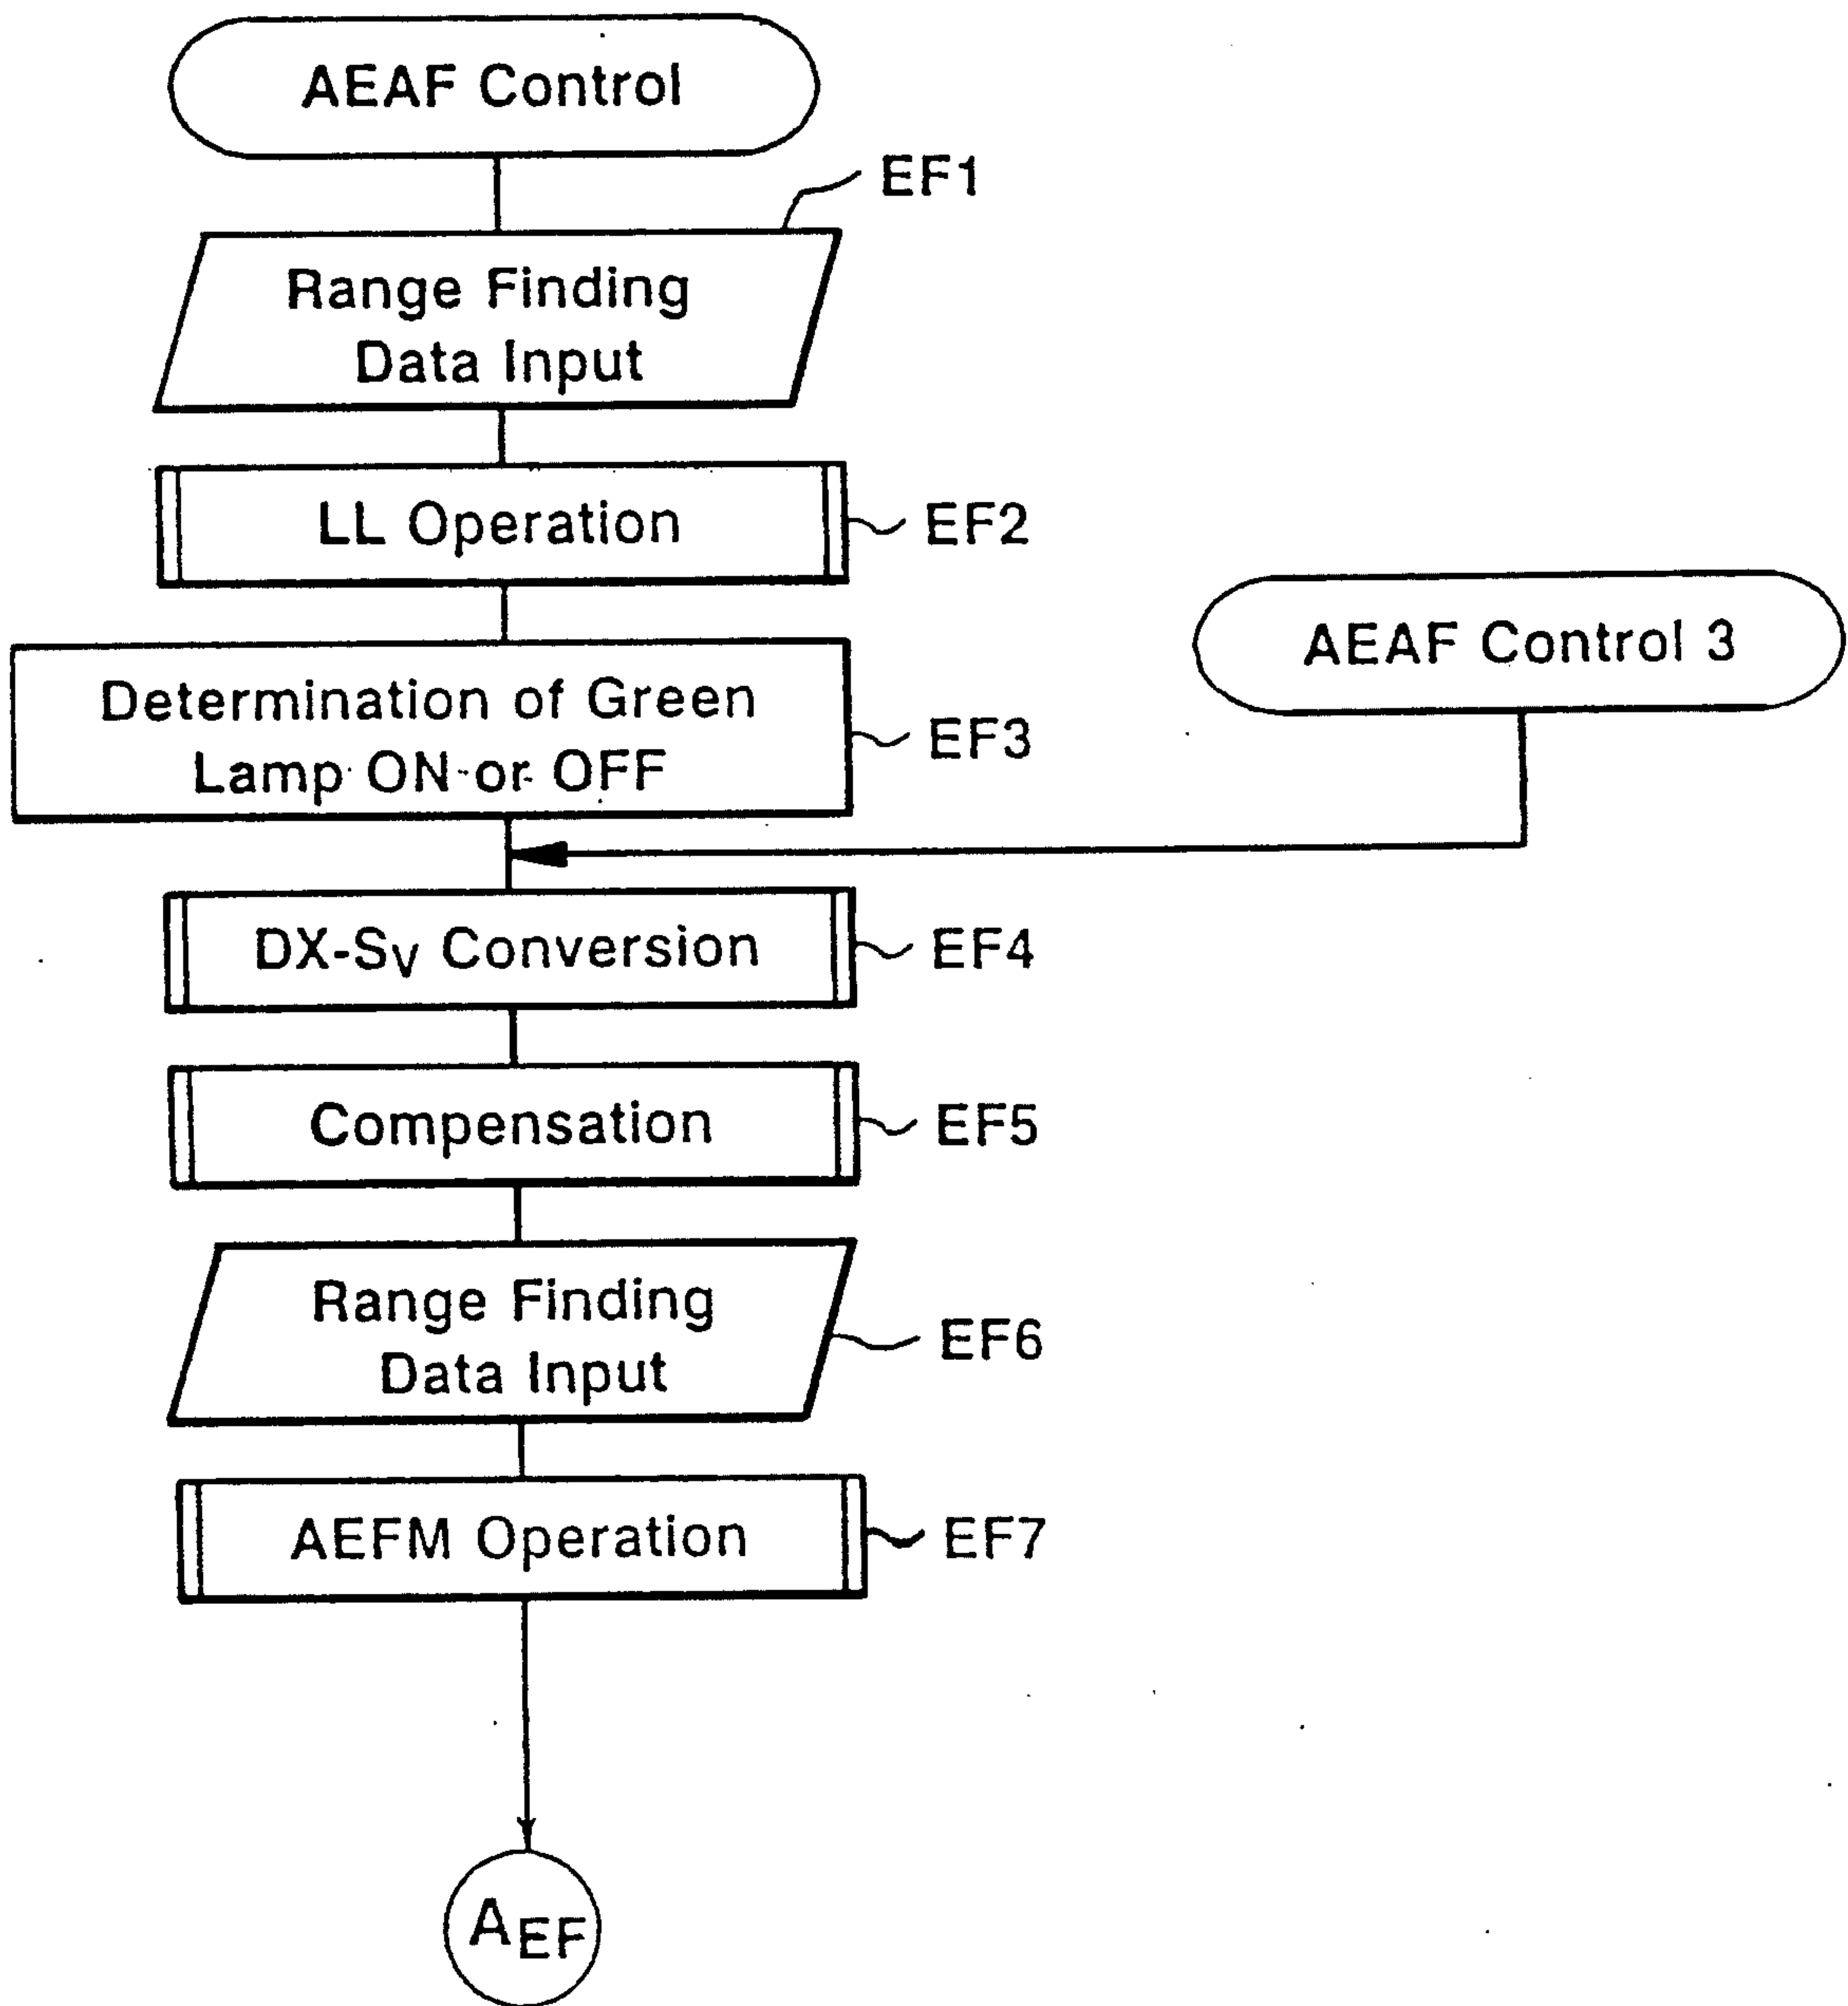 AEAF Control
EF1
Range Finding
Data Input
LL Operation
EF2
AEAF Control 3
Determination of Green
Lamp ON or OFF
EF3
DX-SV Conversion
EF4
Compensation
EF5
Range Finding
Data Input
EF6
AEFM Operation
EF7
AEF